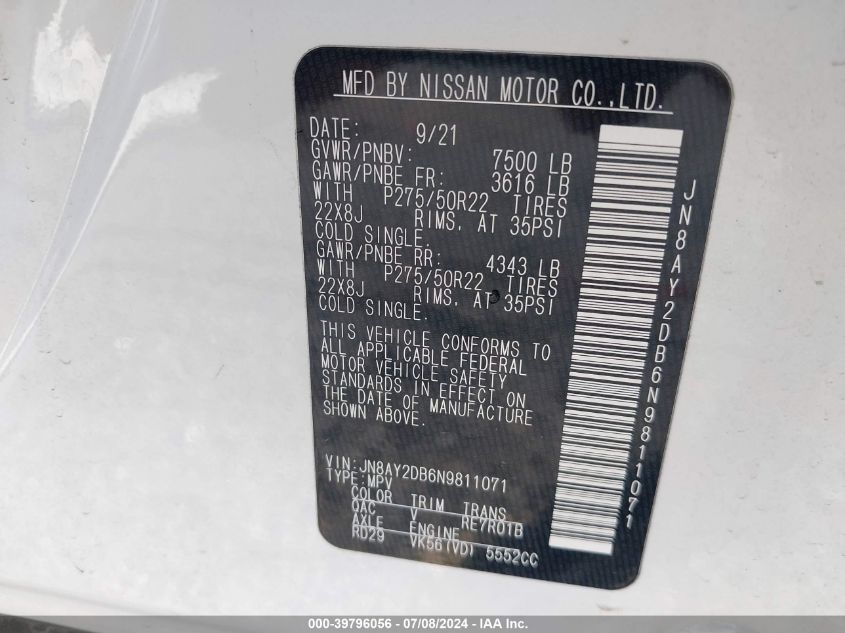 MFD BY NISSAN MOTOR CO.,LTD.
DATE: 9/21
GVWR/PNBV: 7500 LB
GAWR/PNBE FR: 3616 LB
WITH P275/50R22 TIRES
22X8J RIMS, AT 35PSI
COLD SINGLE.
GAWR/PNBE RR: 4343 LB
WITH P275/50R22 TIRES
22X8J RIMS, AT 35PSI
COLD SINGLE.
THIS VEHICLE CONFORMS TO
ALL APPLICABLE FEDERAL
MOTOR VEHICLE SAFETY
STANDARDS IN EFFECT ON
THE DATE OF MANUFACTURE
SHOWN ABOVE.
VIN:JN8AY2DB6N9811071
TYPE:MPV
COLOR TRIM TRANS
QAC V RE7R01B
AXLE ENGINE
RD29 VK56(VD) 5552CC
JN8AY2DB6N9811071
000-39796056 - 07/08/2024 - IAA Inc.